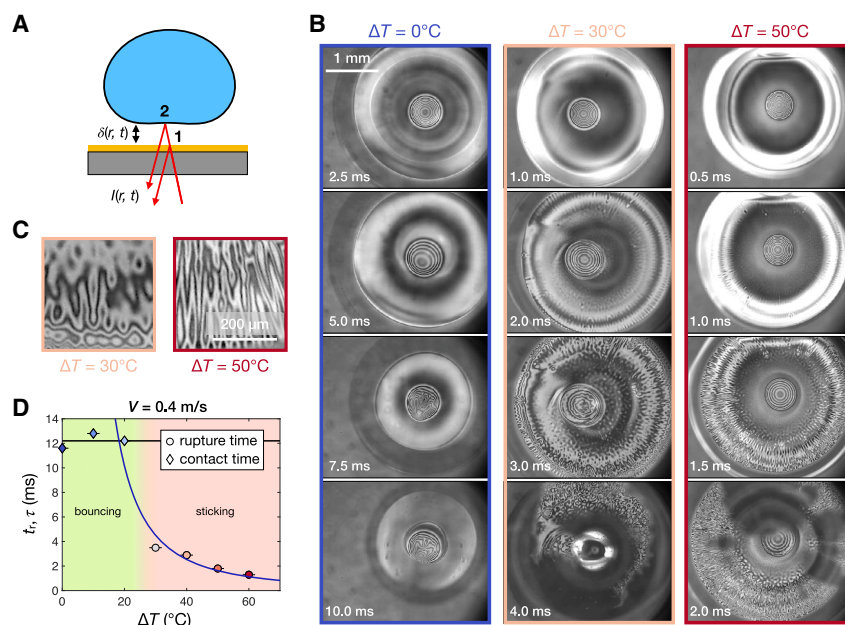 A
2
δ(r, t)
1
I(r, t)
B
ΔT = 0°C
ΔT = 30°C
ΔT = 50°C
1 mm
2.5 ms
1.0 ms
0.5 ms
5.0 ms
2.0 ms
1.0 ms
7.5 ms
3.0 ms
1.5 ms
10.0 ms
4.0 ms
2.0 ms
C
200 μm
ΔT = 30°C
ΔT = 50°C
D
V = 0.4 m/s
14
12
10
8
6
4
2
0
tr, τ (ms)
rupture time
contact time
bouncing
sticking
0
20
40
60
ΔT (°C)